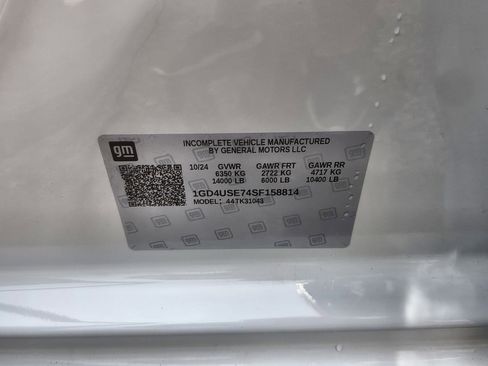 gm
INCOMPLETE VEHICLE MANUFACTURED
BY GENERAL MOTORS LLC
10/24 GVWR GAWR FRT GAWR RR
6350 KG 2722 KG 4717 KG
14000 LB 6000 LB 10400 LB
1GD4USE74SF158814
MODEL: 44TK31043